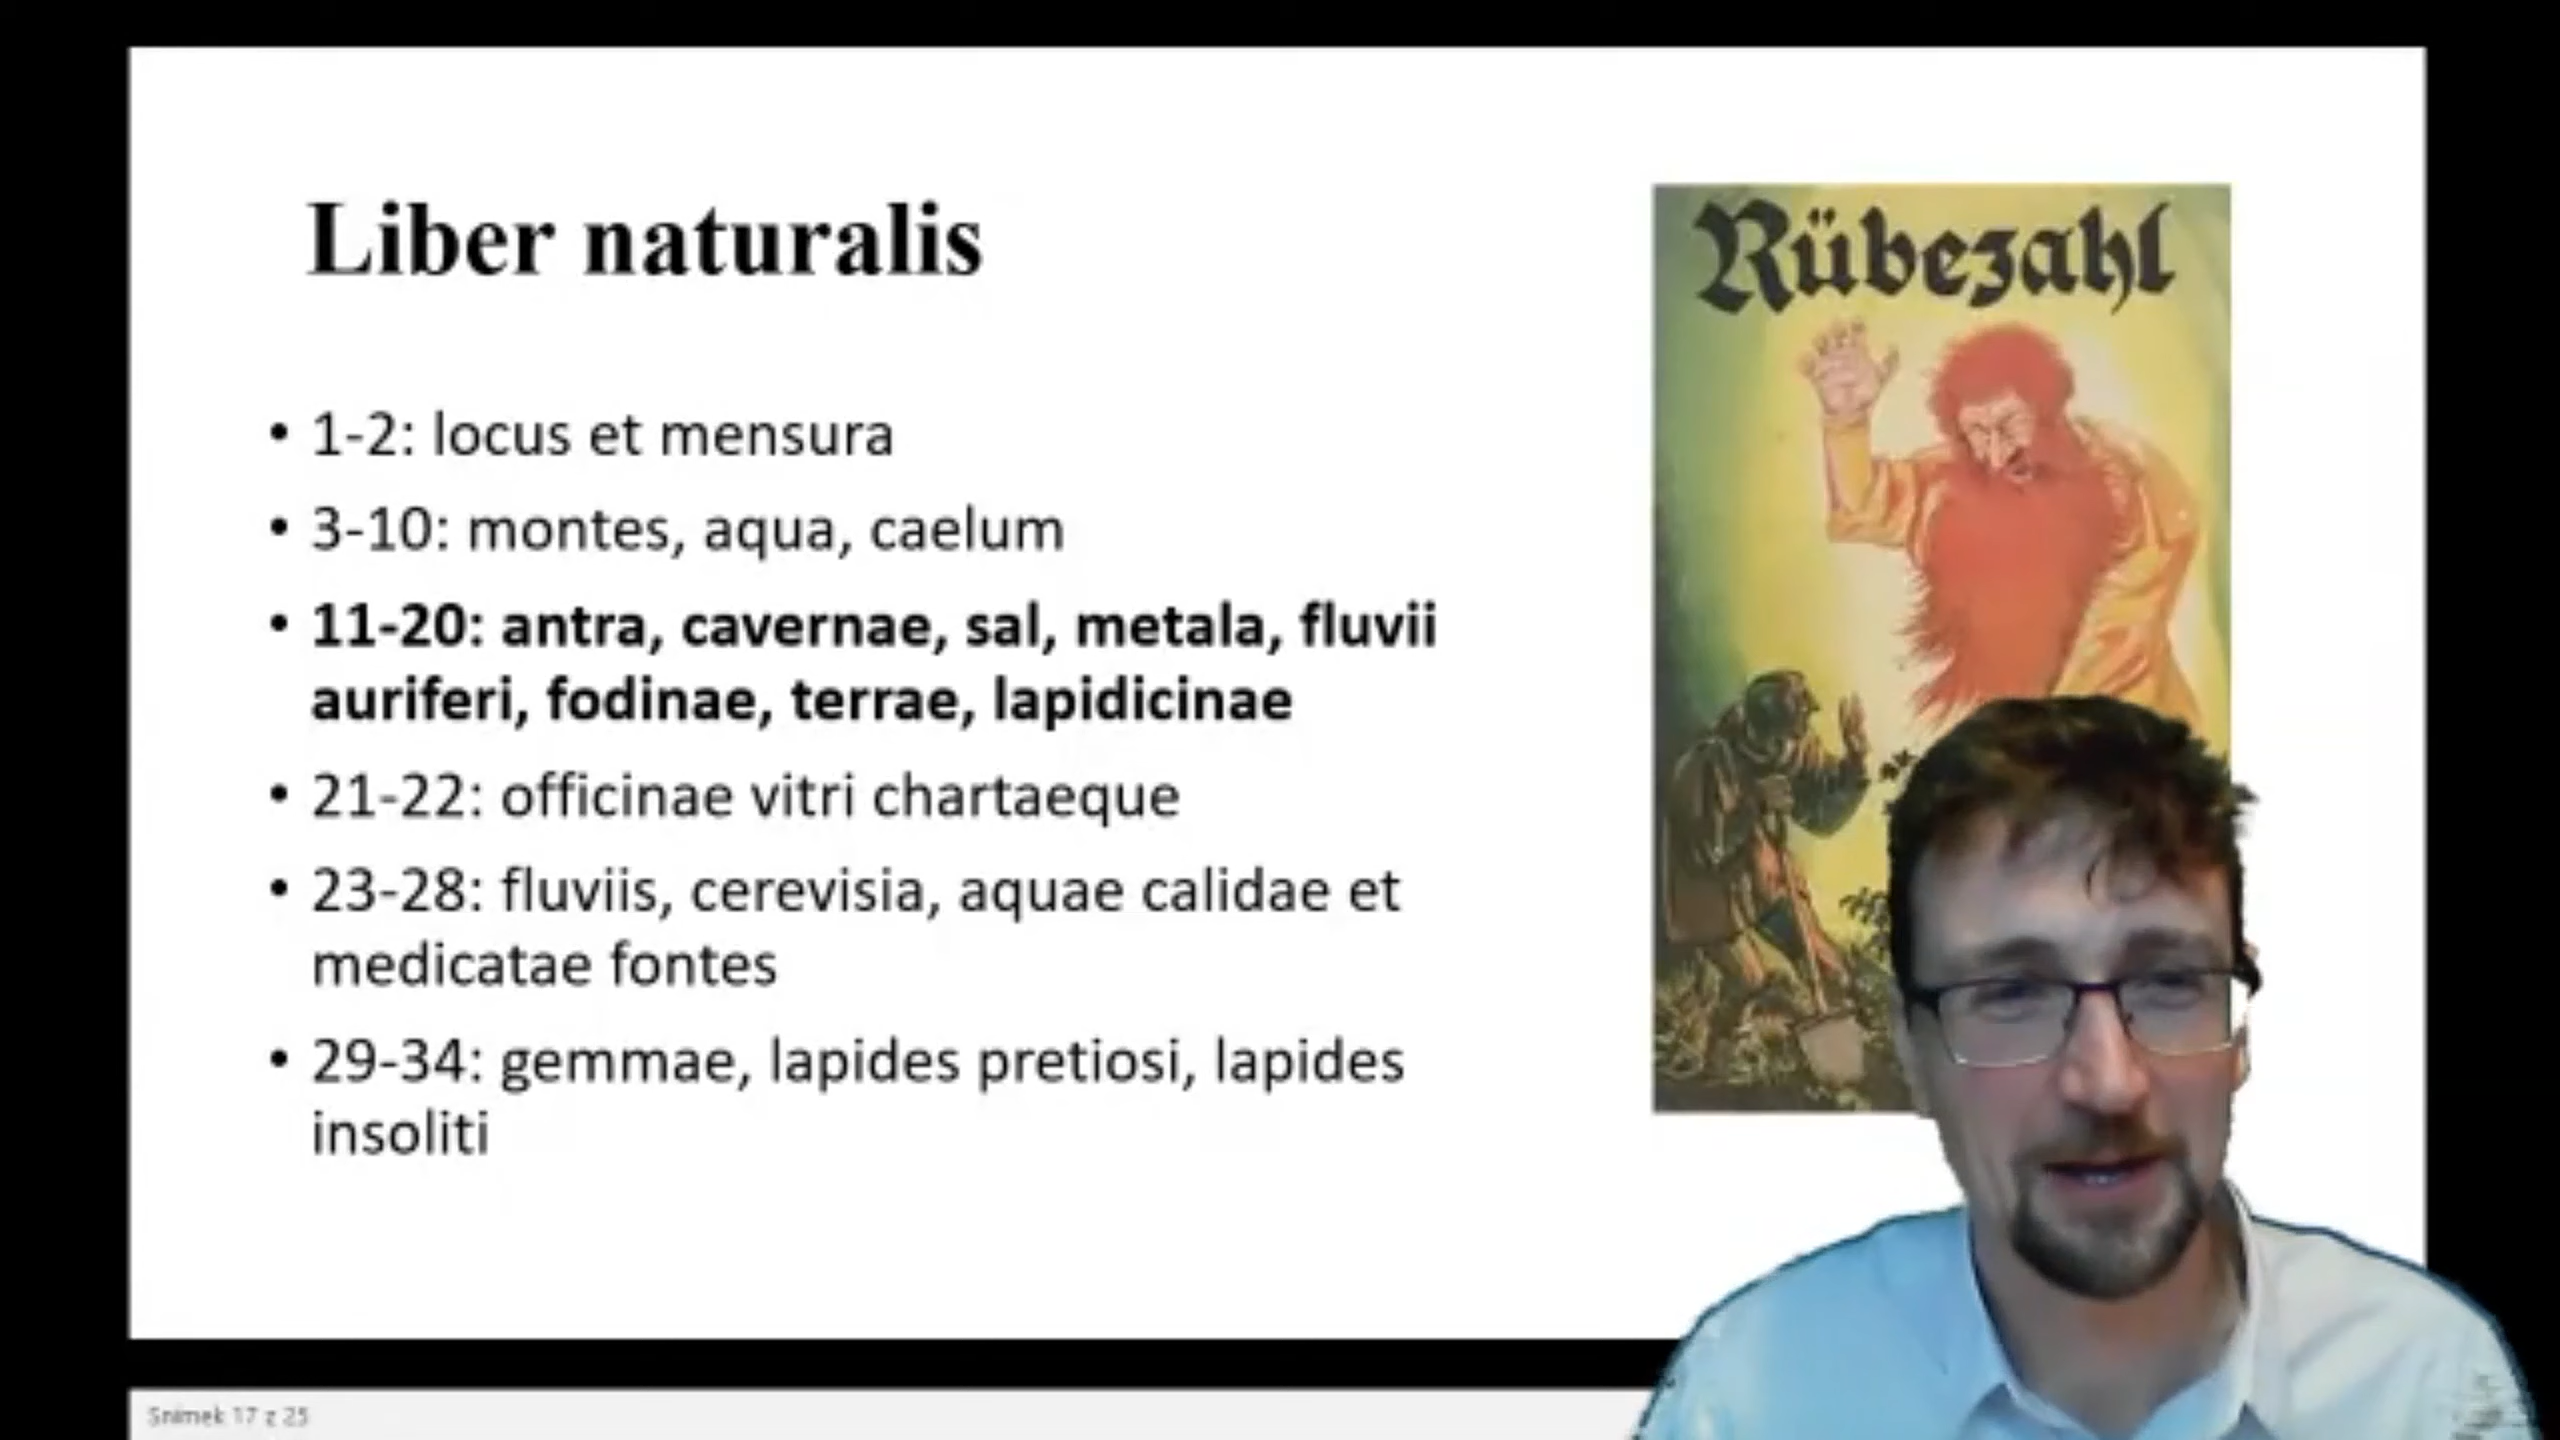 Liber naturalis
Rübezahl
• 1-2: locus et mensura
• 3-10: montes, aqua, caelum
• 11-20: antra, cavernae, sal, metala, fluvii
auriferi, fodinae, terrae, lapidicinae
• 21-22: officinae vitri chartaeque
• 23-28: fluviis, cerevisia, aquae calidae et
medicatae fontes
• 29-34: gemmae, lapides pretiosi, lapides
insoliti
Snímek 17 z 25